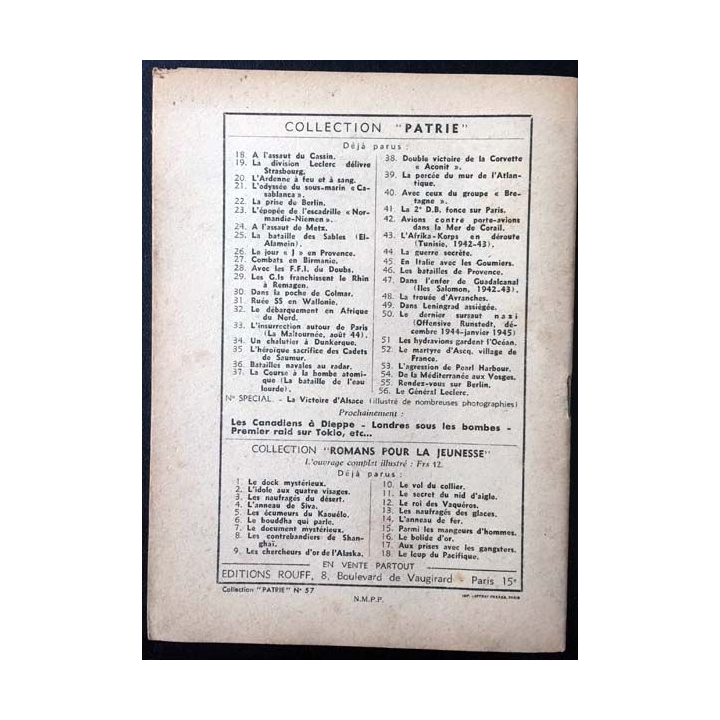 COLLECTION "PATRIE"
Déjà parus :
18. A l'assaut du Cassin.
19. La division Leclerc délivre
Strasbourg.
20. L'Ardenne à feu et à sang.
21. L'odyssée du sous-marin « Ca-
sablanca ».
22. La prise de Berlin.
23. L'épopée de l'escadrille « Nor-
mandie-Niemen ».
24. A l'assaut de Metz.
25. La bataille des Sables (El-
Alamein).
26. Le jour « J » en Provence.
27. Combats en Birmanie.
28. Avec les F.F.I. du Doubs.
29. Les G.Is franchissent le Rhin
à Remagen.
30. Dans la poche de Colmar.
31. Ruée SS en Wallonie.
32. Le débarquement en Afrique
du Nord.
33. L'insurrection autour de Paris
(La Maltournée, août 44).
34. Un chalutier à Dunkerque.
35 L'héroïque sacrifice des Cadets
de Saumur.
36. Batailles navales au radar.
37. La Course à la bombe atomi-
que (La bataille de l'eau
lourde).
38. Double victoire de la Corvette
« Aconit ».
39. La percée du mur de l'Atlan-
tique.
40. Avec ceux du groupe « Bre-
tagne ».
41. La 2e D.B. fonce sur Paris.
42. Avions contre porte-avions
dans la Mer de Corail.
43. L'Afrika-Korps en déroute
(Tunisie, 1942-43).
44. La guerre secrète.
45. En Italie avec les Goumiers.
46. Les batailles de Provence.
47. Dans l'enfer de Guadalcanal
(Iles Salomon, 1942-43).
48. La trouée d'Avranches.
49. Dans Leningrad assiégée.
50. Le dernier sursaut nazi
(Offensive Runstedt, dé-
cembre 1944-janvier 1945)
51 Les hydravions gardent l'Océan.
52. Le martyre d'Ascq, village de
France.
53. L'agression de Pearl Harbour.
54. De la Méditerranée aux Vosges.
55. Rendez-vous sur Berlin.
56. Le Général Leclerc.
N° SPECIAL. - La Victoire d'Alsace (illustré de nombreuses photographies)
Prochainement :
Les Canadiens à Dieppe - Londres sous les bombes -
Premier raid sur Tokio, etc...
COLLECTION "ROMANS POUR LA JEUNESSE"
L'ouvrage complet illustré : Frs 12.
Déjà parus :
1. Le dock mystérieux.
2. L'idole aux quatre visages.
3. Les naufragés du désert.
4. L'anneau de Siva.
5. Les écumeurs du Kaouélo.
6. Le bouddha qui parle.
7. Le document mystérieux.
8. Les contrebandiers de Shan-
ghaï.
9. Les chercheurs d'or de l'Alaska.
10. Le vol du collier.
11. Le secret du nid d'aigle.
12. Le roi des Vaquéros.
13. Les naufragés des glaces.
14. L'anneau de fer.
15. Parmi les mangeurs d'hommes.
16. Le bolide d'or.
17. Aux prises avec les gangsters.
18. Le loup du Pacifique.
EN VENTE PARTOUT
EDITIONS ROUFF, 8, Boulevard de Vaugirard - Paris 15e
Collection "PATRIE" N° 57
N.M.P.P.